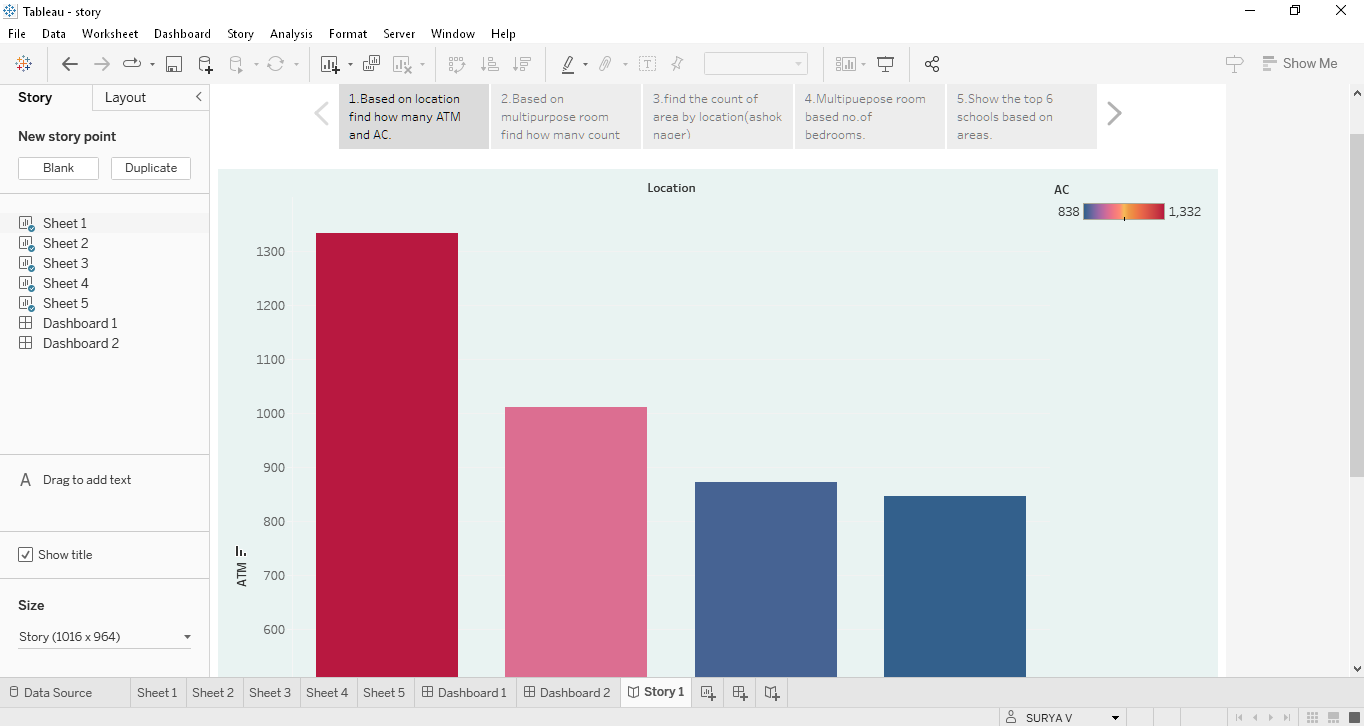 Tableau - story
File Data Worksheet Dashboard Story Analysis Format Server Window Help
Show Me
Story Layout
New story point
Blank Duplicate
Sheet 1
Sheet 2
Sheet 3
Sheet 4
Sheet 5
Dashboard 1
Dashboard 2
A Drag to add text
Show title
Size
Story (1016 x 964)
1.Based on location
find how many ATM
and AC.
2.Based on
multipurpose room
find how many count
3.find the count of
area by location(ashok
nager)
4.Multipuepose room
based no.of
bedrooms.
5.Show the top 6
schools based on
areas.
Location
AC
838 1,332
1300
1200
1100
1000
900
800
700
600
ATM
Data Source Sheet 1 Sheet 2 Sheet 3 Sheet 4 Sheet 5 Dashboard 1 Dashboard 2 Story 1
SURYA V